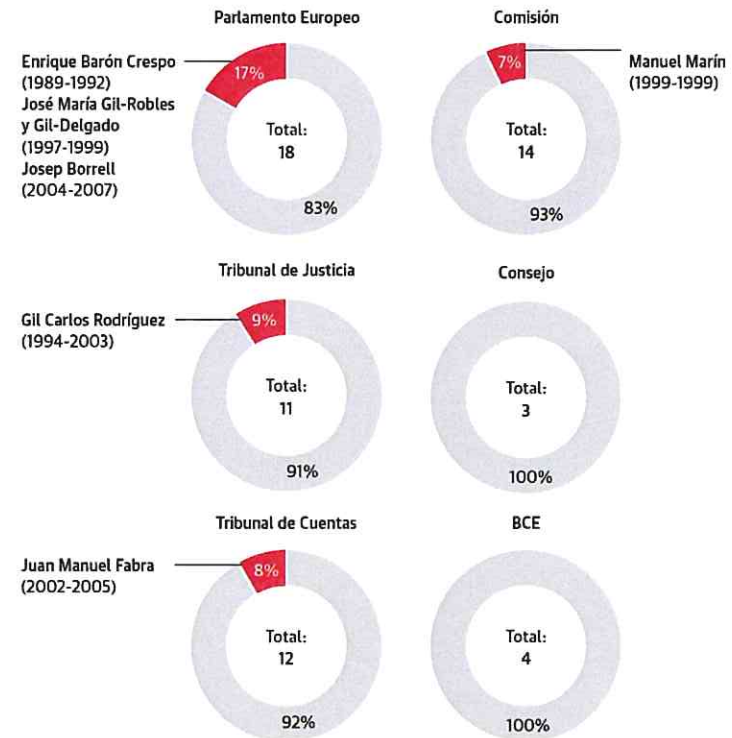 Parlamento Europeo
Enrique Barón Crespo
(1989-1992)
José María Gil-Robles
y Gil-Delgado
(1997-1999)
Josep Borrell
(2004-2007)
17%
Total:
18
83%
Comisión
7%
Manuel Marín
(1999-1999)
Total:
14
93%
Tribunal de Justicia
Gil Carlos Rodríguez
(1994-2003)
9%
Total:
11
91%
Consejo
Total:
3
100%
Tribunal de Cuentas
Juan Manuel Fabra
(2002-2005)
8%
Total:
12
92%
BCE
Total:
4
100%